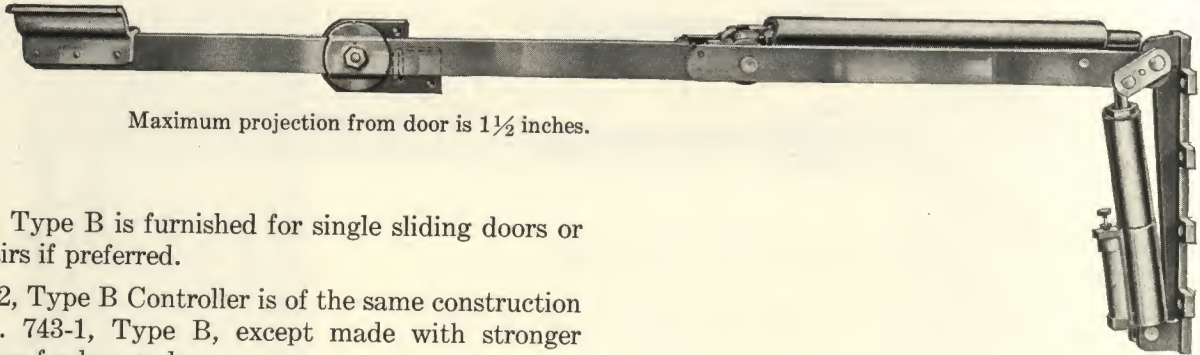 Maximum projection from door is 1½ inches.
Type B is furnished for single sliding doors or
irs if preferred.
2, Type B Controller is of the same construction
. 743-1, Type B, except made with stronger